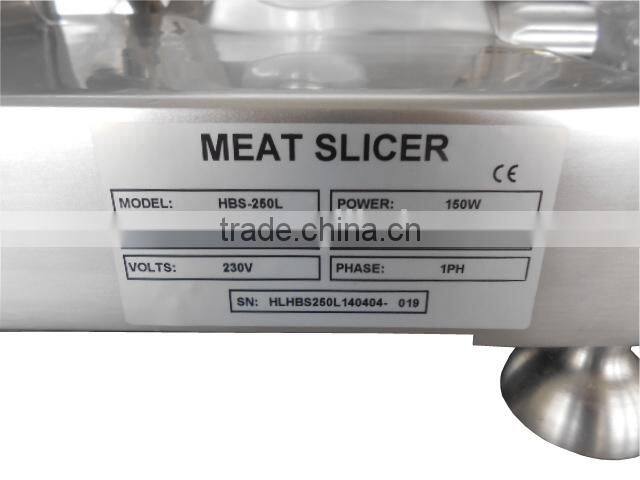 MEAT SLICER
CE
MODEL: HBS-250L POWER: 150W
trade.china.cn
VOLTS: 230V PHASE: 1PH
SN: HLHBS250L140404- 019